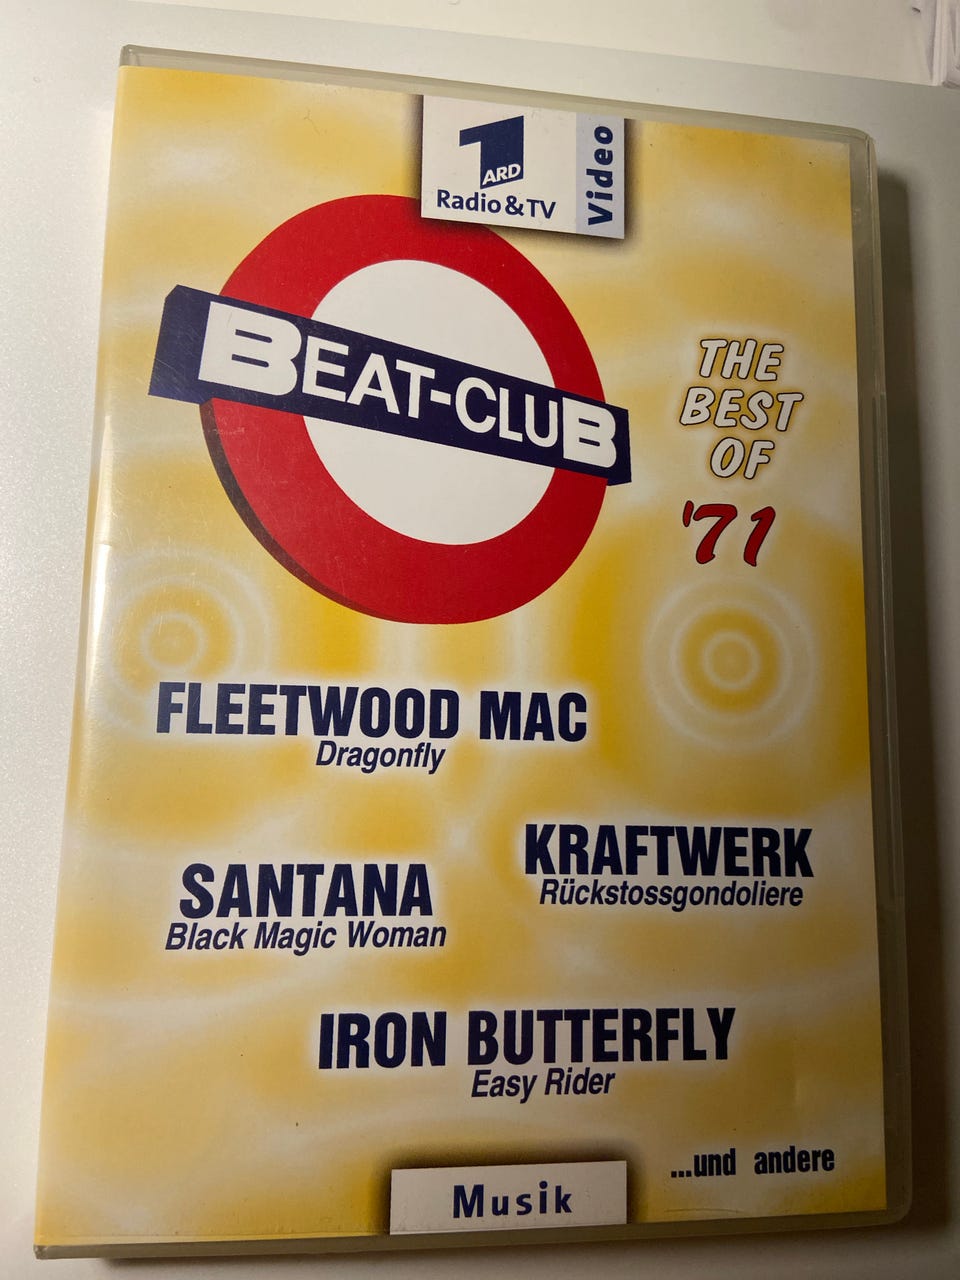 1
ARD
Radio & TV
Video
BEAT-CLUB
THE
BEST
OF
'71
FLEETWOOD MAC
Dragonfly
KRAFTWERK
Rückstossgondoliere
SANTANA
Black Magic Woman
IRON BUTTERFLY
Easy Rider
...und andere
Musik